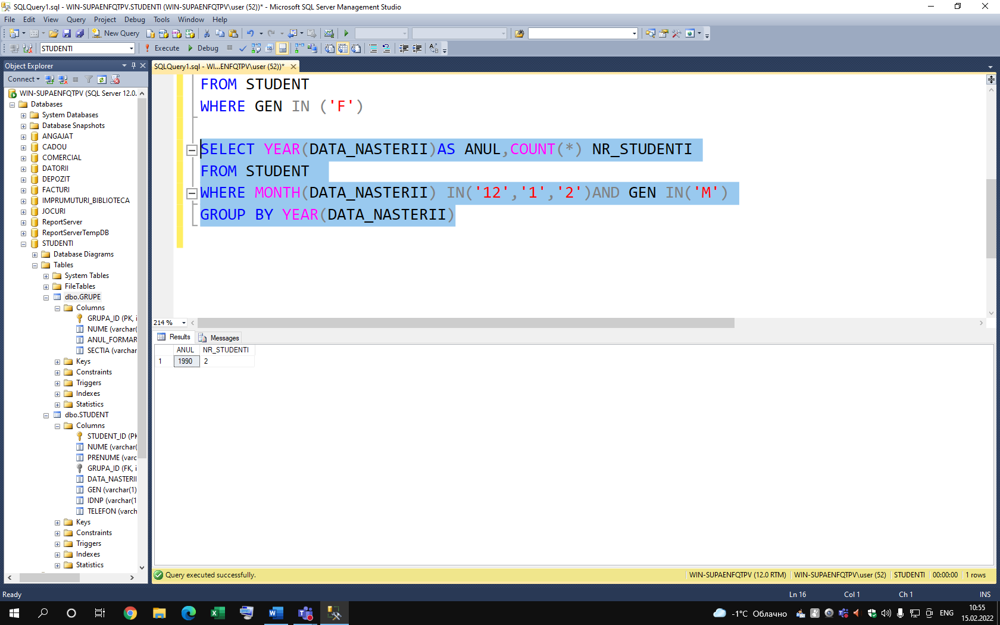 SQLQuery1.sql - WIN-SUPAENFQTPV.STUDENTI (WIN-SUPAENFQTPV\user (52))* - Microsoft SQL Server Management Studio
File Edit View Query Project Debug Tools Window Help
New Query
STUDENTI Execute Debug
Object Explorer
Connect
WIN-SUPAENFQTPV (SQL Server 12.0.
Databases
System Databases
Database Snapshots
ANGAJAT
CADOU
COMERCIAL
DATORII
DEPOZIT
FACTURI
IMPRUMUTURI_BIBLIOTECA
JOCURI
ReportServer
ReportServerTempDB
STUDENTI
Database Diagrams
Tables
System Tables
FileTables
dbo.GRUPE
Columns
GRUPA_ID (PK, i
NUME (varchar(
ANUL_FORMAR
SECTIA (varchar
Keys
Constraints
Triggers
Indexes
Statistics
dbo.STUDENT
Columns
STUDENT_ID (PK
NUME (varchar(
PRENUME (varc
GRUPA_ID (FK, i
DATA_NASTERII
GEN (varchar(1)
IDNP (varchar(1
TELEFON (varch
Keys
Constraints
Triggers
Indexes
Statistics
SQLQuery1.sql - WI...ENFQTPV\user (52))*
FROM STUDENT
WHERE GEN IN ('F')
SELECT YEAR(DATA_NASTERII)AS ANUL,COUNT(*) NR_STUDENTI
FROM STUDENT
WHERE MONTH(DATA_NASTERII) IN('12','1','2')AND GEN IN('M')
GROUP BY YEAR(DATA_NASTERII)
214 %
Results Messages
ANUL NR_STUDENTI
1 1990 2
Query executed successfully. WIN-SUPAENFQTPV (12.0 RTM) WIN-SUPAENFQTPV\user (52) STUDENTI 00:00:00 1 rows
Ready Ln 16 Col 1 Ch 1 INS
-1°C Облачно ENG 10:55
15.02.2022